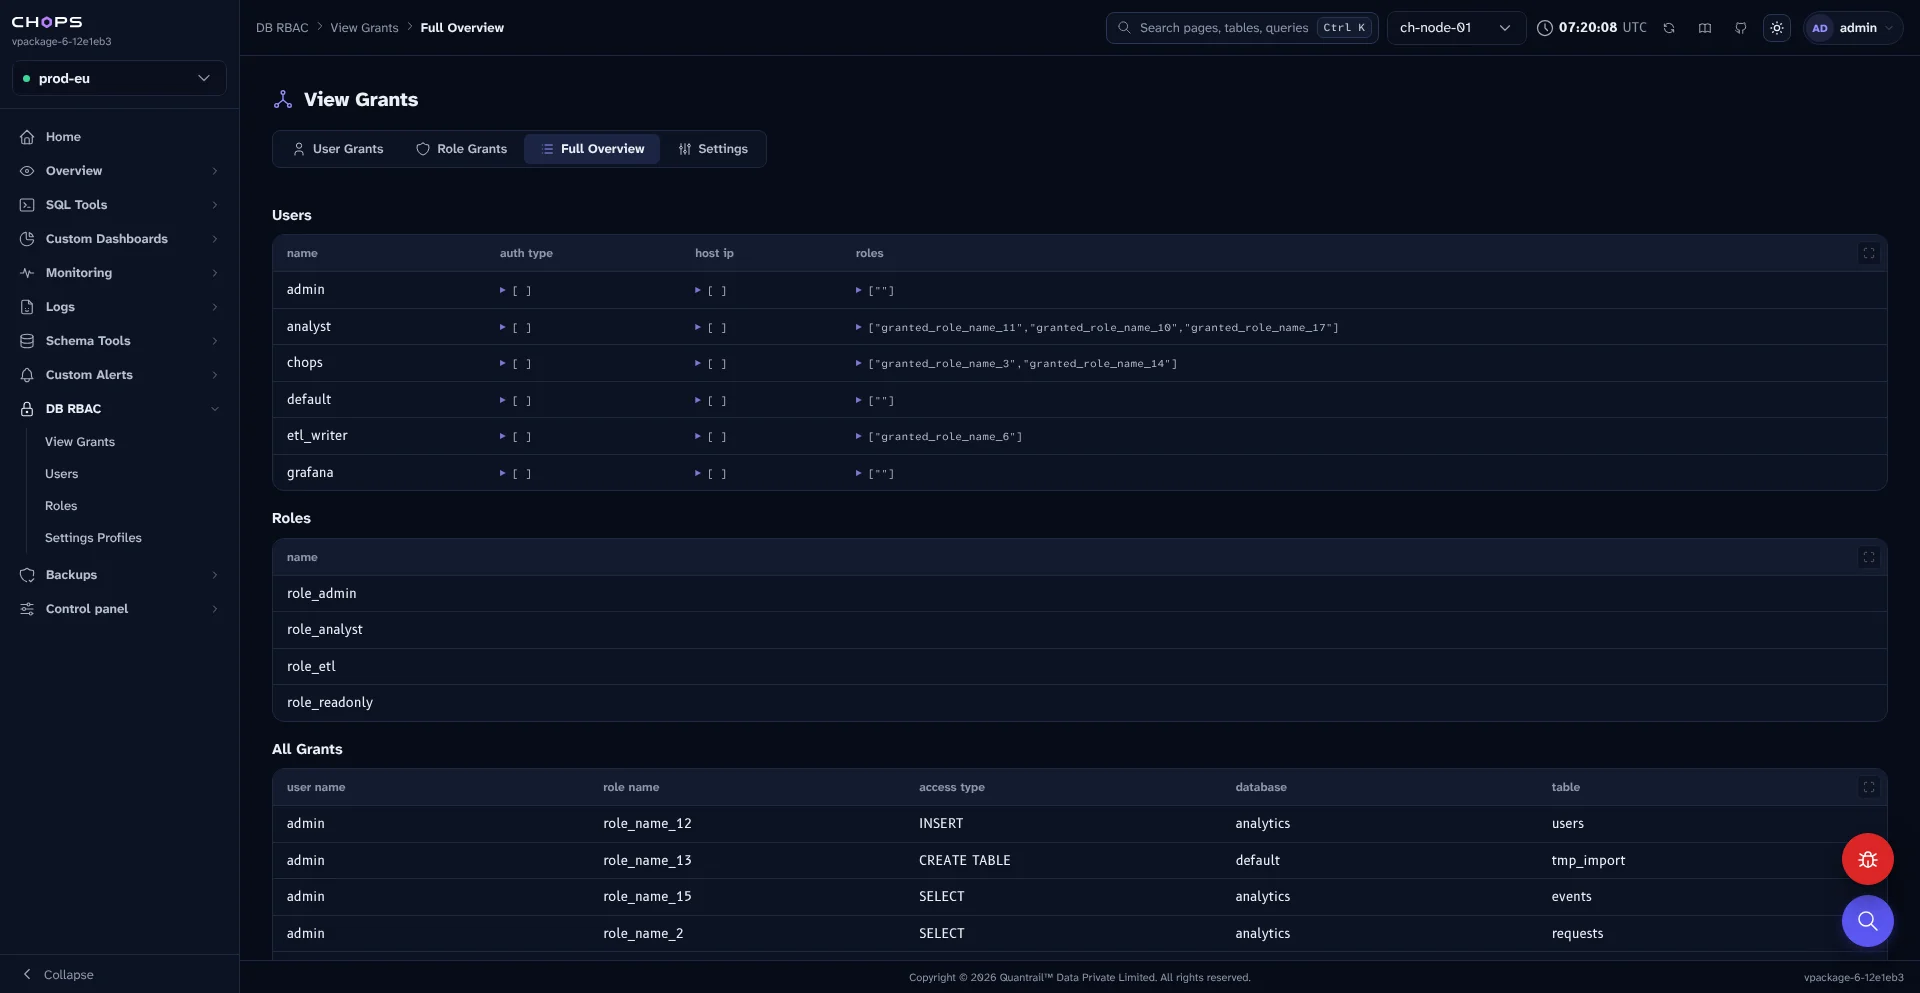 CHOPS
vpackage-6-12e1eb3
prod-eu
Home
Overview
SQL Tools
Custom Dashboards
Monitoring
Logs
Schema Tools
Custom Alerts
DB RBAC
View Grants
Users
Roles
Settings Profiles
Backups
Control panel
Collapse
DB RBAC View Grants Full Overview
Search pages, tables, queries Ctrl K
ch-node-01
07:20:08 UTC
AD admin
View Grants
User Grants Role Grants Full Overview Settings
Users
name auth type host ip roles
admin [ ] [ ] [""]
analyst [ ] [ ] ["granted_role_name_11","granted_role_name_10","granted_role_name_17"]
chops [ ] [ ] ["granted_role_name_3","granted_role_name_14"]
default [ ] [ ] [""]
etl_writer [ ] [ ] ["granted_role_name_6"]
grafana [ ] [ ] [""]
Roles
name
role_admin
role_analyst
role_etl
role_readonly
All Grants
user name role name access type database table
admin role_name_12 INSERT analytics users
admin role_name_13 CREATE TABLE default tmp_import
admin role_name_15 SELECT analytics events
admin role_name_2 SELECT analytics requests
Copyright © 2026 Quantrail™ Data Private Limited. All rights reserved.
vpackage-6-12e1eb3